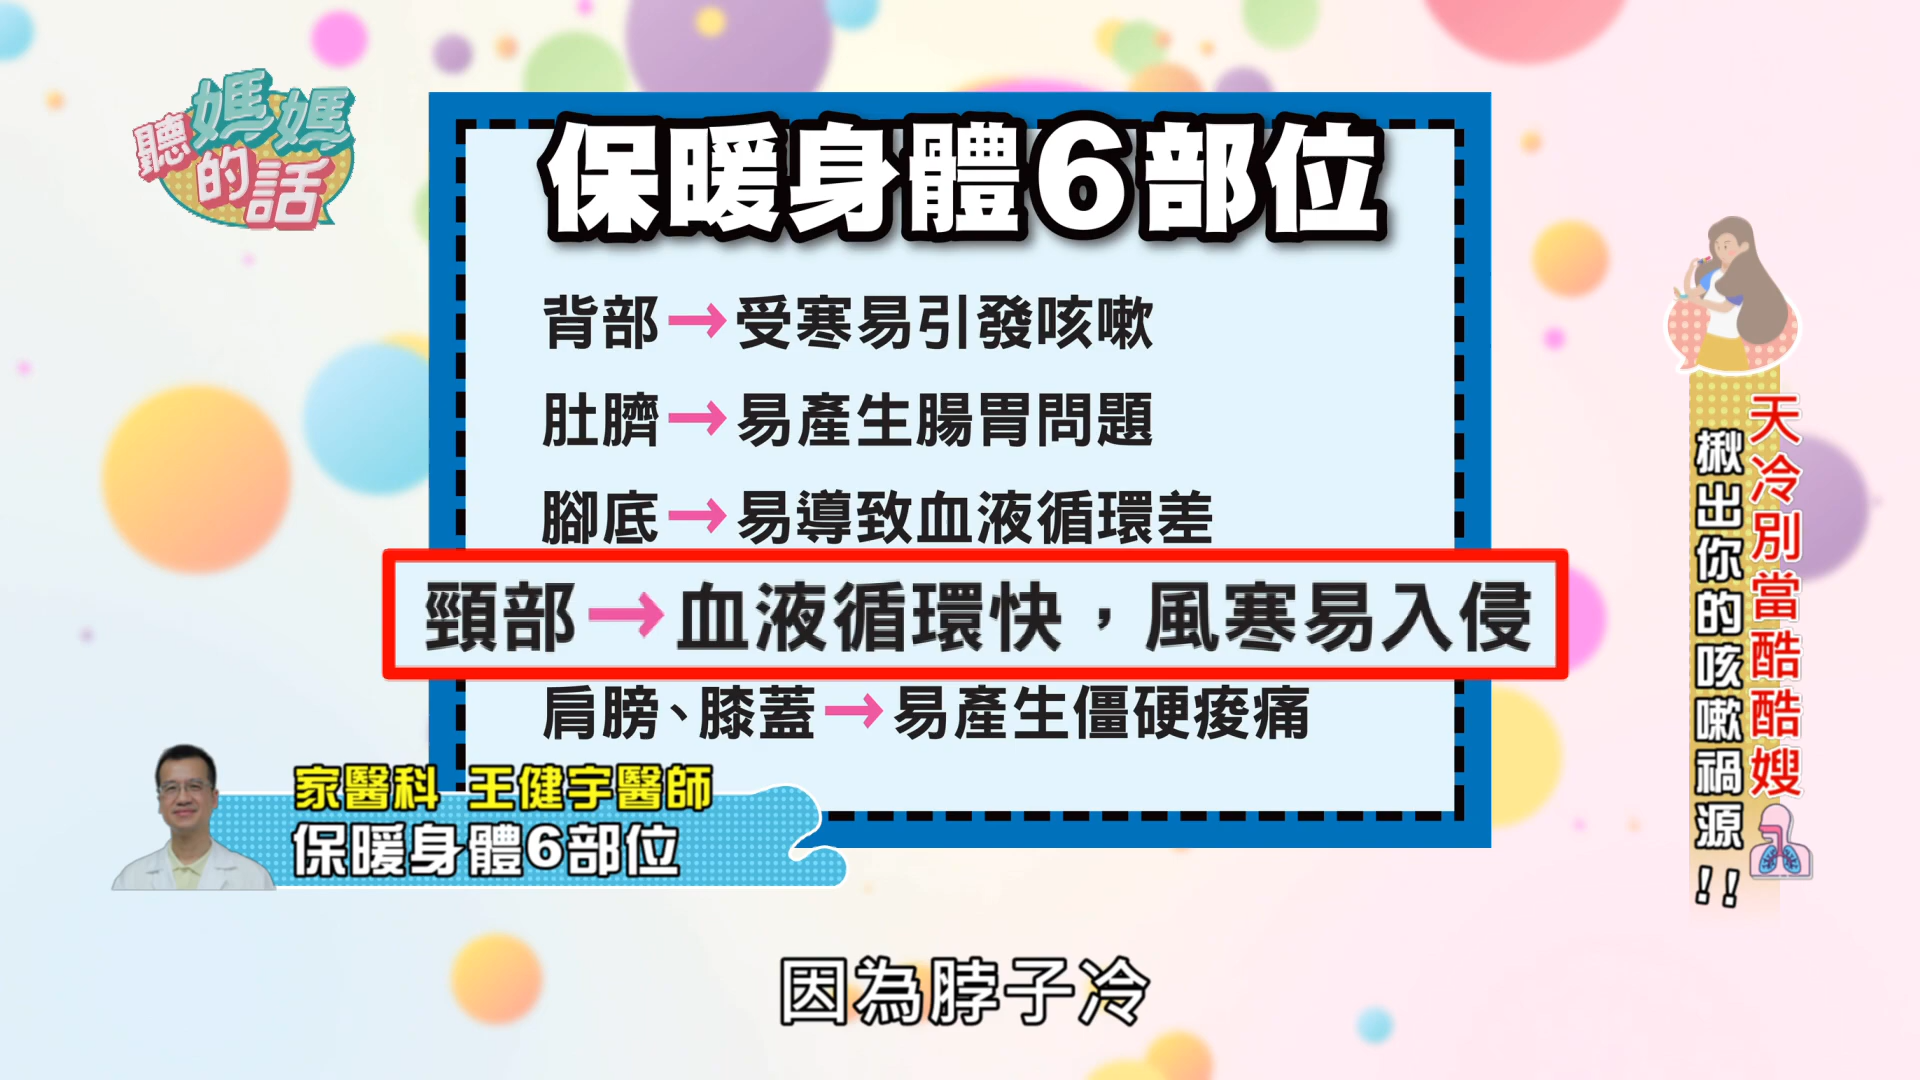 聽媽媽的話
保暖身體6部位
背部→受寒易引發咳嗽
肚臍→易產生腸胃問題
腳底→易導致血液循環差
頸部→血液循環快，風寒易入侵
肩膀、膝蓋→易產生僵硬痠痛
家醫科 王健宇醫師
保暖身體6部位
天冷別當酷酷嫂
揪出你的咳嗽禍源!!
因為脖子冷